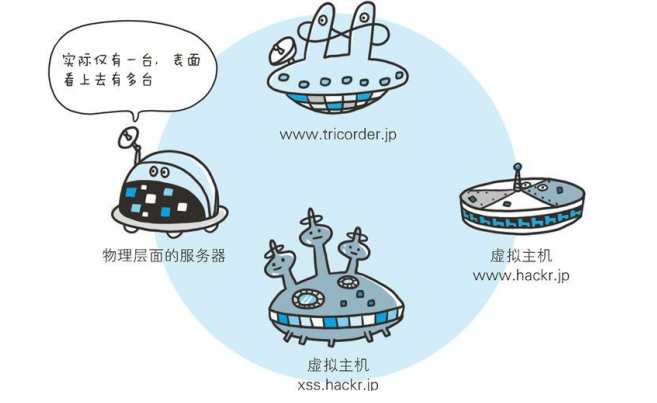 实际仅有一台，表面
看上去有多台
www.tricorder.jp
物理层面的服务器
虚拟主机
www.hackr.jp
虚拟主机
xss.hackr.jp